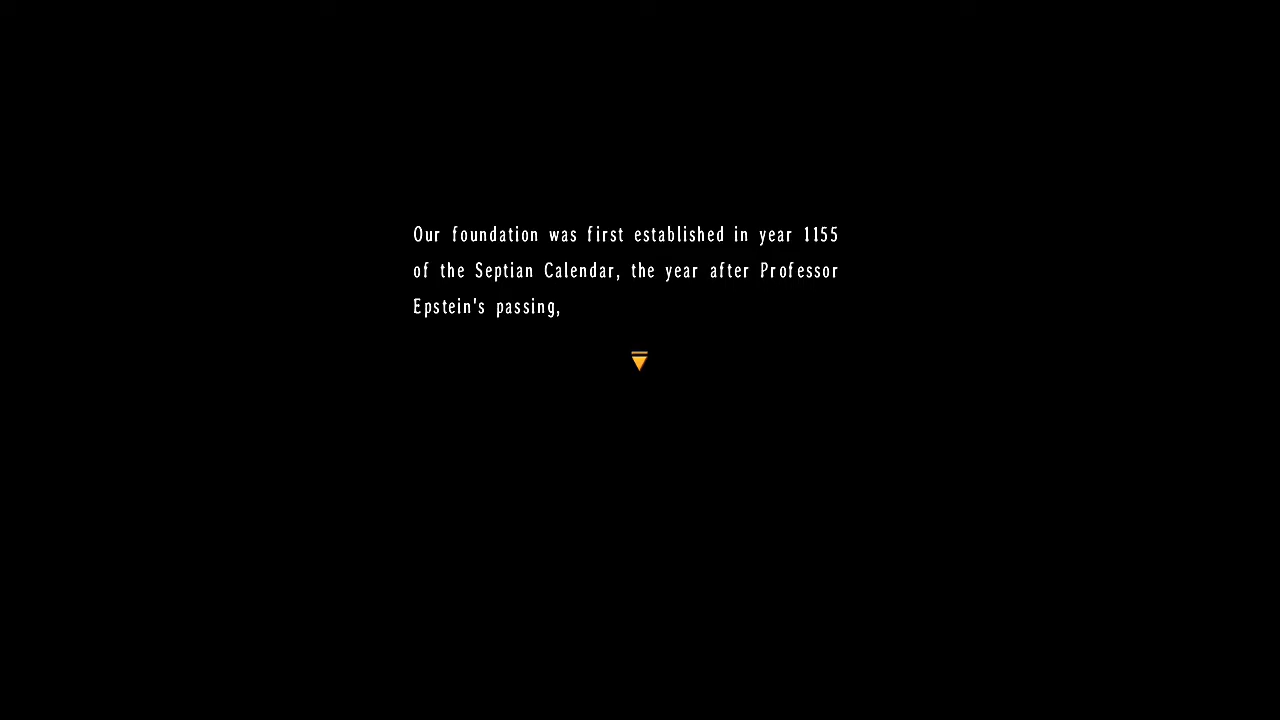 Our foundation was first established in year 1155
of the Septian Calendar, the year after Professor
Epstein's passing,